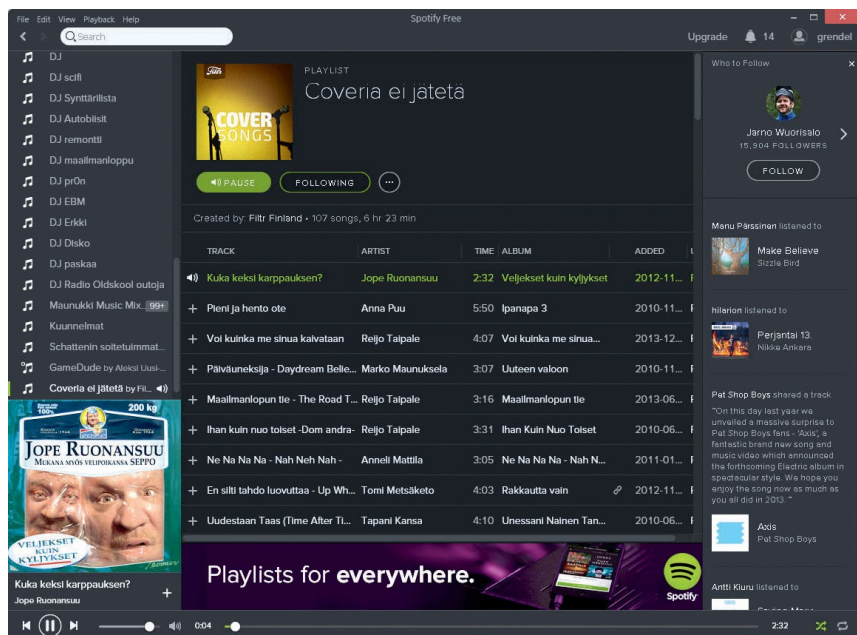 File Edit View Playback Help
Spotify Free
Search
Upgrade 14 grendel
DJ
DJ scifi
DJ Synttärilista
DJ Autobiisit
DJ remontti
DJ maailmanloppu
DJ pr0n
DJ EBM
DJ Erkki
DJ Disko
DJ paskaa
DJ Radio Oldskool outoja
Maunukki Music Mix... 99+
Kuunnelmat
Schattenin soitetuimmat...
GameDude by Aleksi Uusi-...
Coveria ei jätetä by Fil...
100%
200 kg
JOPE RUONANSUU
MUKANA MYÖS VELIPOIKANSA SEPPO
VELJEKSET
KUIN
KYLJYKSET
Kuka keksi karppauksen?
Jope Ruonansuu
Filtr
COVER
SONGS
PLAYLIST
Coveria ei jätetä
PAUSE
FOLLOWING
Created by: Filtr Finland • 107 songs, 6 hr 23 min
TRACK ARTIST TIME ALBUM ADDED
Kuka keksi karppauksen? Jope Ruonansuu 2:32 Veljekset kuin kyljykset 2012-11...
Pieni ja hento ote Anna Puu 5:50 Ipanapa 3 2010-11...
Voi kuinka me sinua kaivataan Reijo Taipale 4:07 Voi kuinka me sinua... 2013-12...
Päiväuneksija - Daydream Belie... Marko Maunuksela 3:07 Uuteen valoon 2010-11...
Maailmanlopun tie - The Road T... Reijo Taipale 3:16 Maailmanlopun tie 2013-06...
Ihan kuin nuo toiset -Dom andra- Reijo Taipale 3:31 Ihan Kuin Nuo Toiset 2010-06...
Ne Na Na Na - Nah Neh Nah - Anneli Mattila 3:05 Ne Na Na Na - Nah N... 2011-01...
En silti tahdo luovuttaa - Up Wh... Tomi Metsäketo 4:03 Rakkautta vain 2012-11...
Uudestaan Taas (Time After Ti... Tapani Kansa 4:10 Unessani Nainen Tan... 2010-06...
Playlists for everywhere.
Spotify
Who to Follow
Jarno Wuorisalo
15,904 FOLLOWERS
FOLLOW
Manu Pärssinen listened to
Make Believe
Sizzle Bird
hilarion listened to
Perjantai 13.
Nikke Ankara
Pet Shop Boys shared a track
"On this day last year we
unveiled a massive surprise to
Pet Shop Boys fans - 'Axis', a
fantastic brand new song and
music video which announced
the forthcoming Electric album in
spectacular style. We hope you
enjoy the song now as much as
you all did in 2013. "
Axis
Pet Shop Boys
Antti Kiuru listened to
0:04
2:32